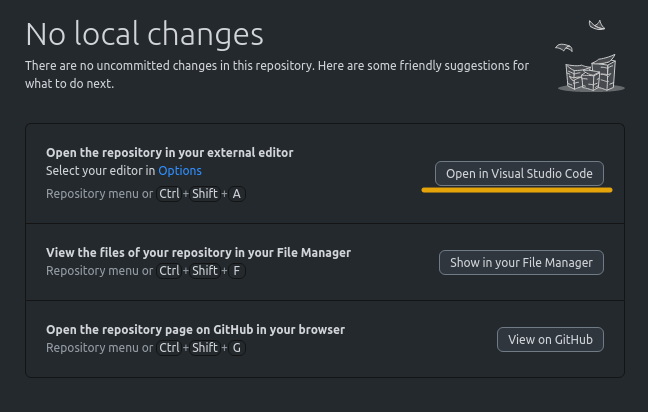 No local changes
There are no uncommitted changes in this repository. Here are some friendly suggestions for
what to do next.
Open the repository in your external editor
Select your editor in Options
Repository menu or Ctrl + Shift + A
Open in Visual Studio Code
View the files of your repository in your File Manager
Repository menu or Ctrl + Shift + F
Show in your File Manager
Open the repository page on GitHub in your browser
Repository menu or Ctrl + Shift + G
View on GitHub